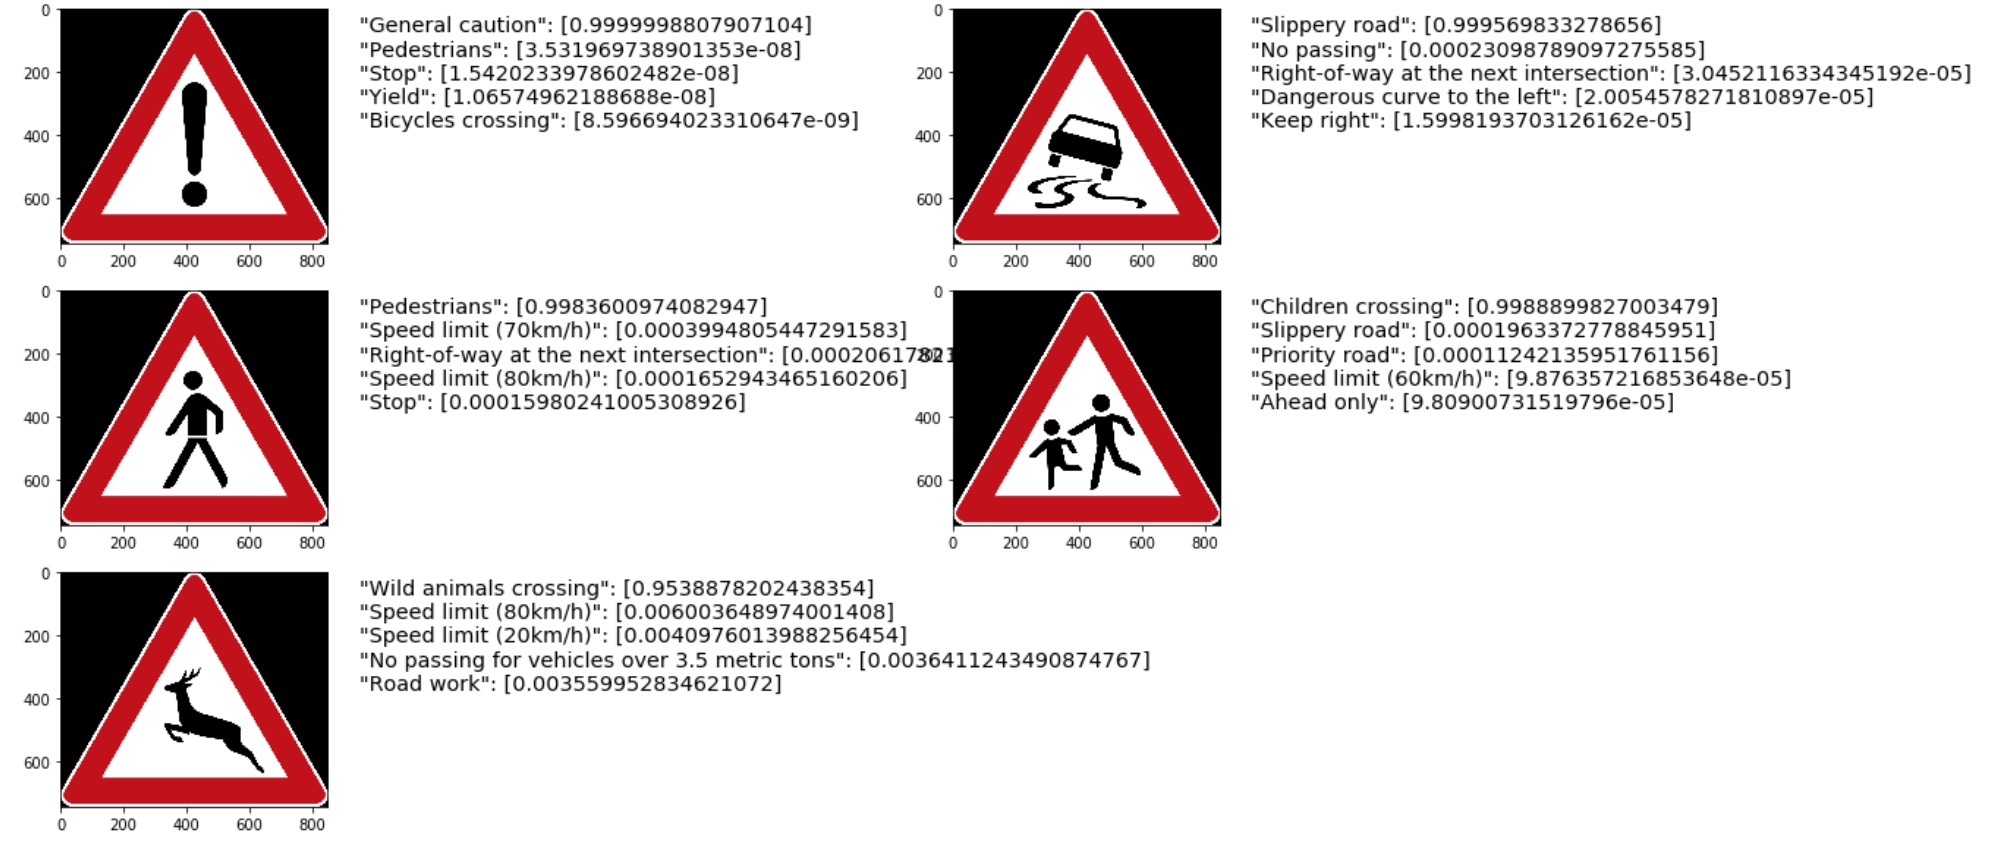 0
200
400
600
0 200 400 600 800
"General caution": [0.9999998807907104]
"Pedestrians": [3.531969738901353e-08]
"Stop": [1.5420233978602482e-08]
"Yield": [1.06574962188688e-08]
"Bicycles crossing": [8.596694023310647e-09]
0
200
400
600
0 200 400 600 800
"Slippery road": [0.999569833278656]
"No passing": [0.00023098789097275585]
"Right-of-way at the next intersection": [3.0452116334345192e-05]
"Dangerous curve to the left": [2.0054578271810897e-05]
"Keep right": [1.5998193703126162e-05]
0
200
400
600
0 200 400 600 800
"Pedestrians": [0.9983600974082947]
"Speed limit (70km/h)": [0.00039948054472915​83]
"Right-of-way at the next intersection":
"Speed limit (80km/h)": [0.0001652943465160206]
"Stop": [0.00015980241005308926]
0
400
600
0 200 400 600 800
"Children crossing": [0.9988899827003479]
"Slippery road": [0.0001963372778845951]
"Priority road": [0.00011242135951761156]
"Speed limit (60km/h)": [9.876357216853648e-05]
"Ahead only": [9.80900731519796e-05]
0
200
400
600
0 200 400 600 800
"Wild animals crossing": [0.9538878202438354]
"Speed limit (80km/h)": [0.006003648974001408]
"Speed limit (20km/h)": [0.0040976013988256454]
"No passing for vehicles over 3.5 metric tons": [0.0036411243490874767]
"Road work": [0.0035599528346210​72]